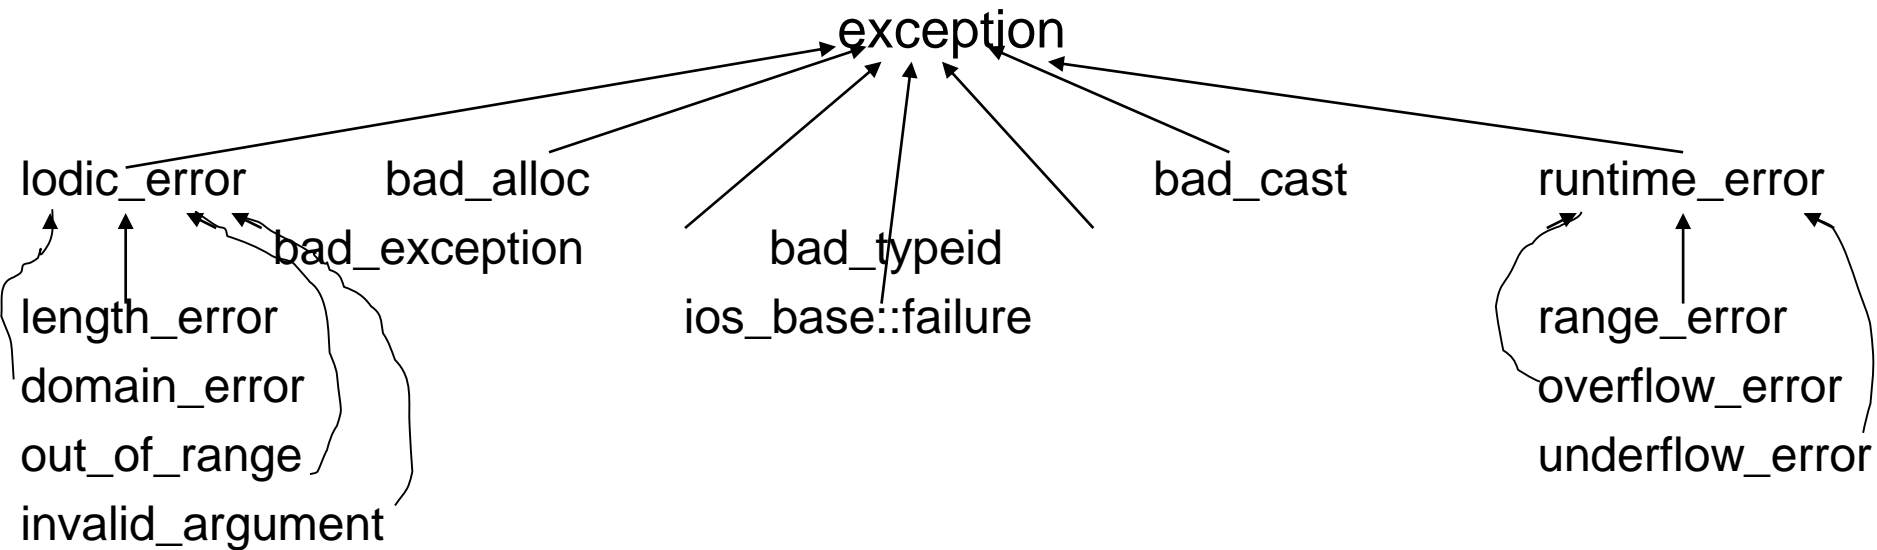 exception
lodic_error bad_alloc bad_cast runtime_error
bad_exception bad_typeid
length_error ios_base::failure range_error
domain_error overflow_error
out_of_range underflow_error
invalid_argument